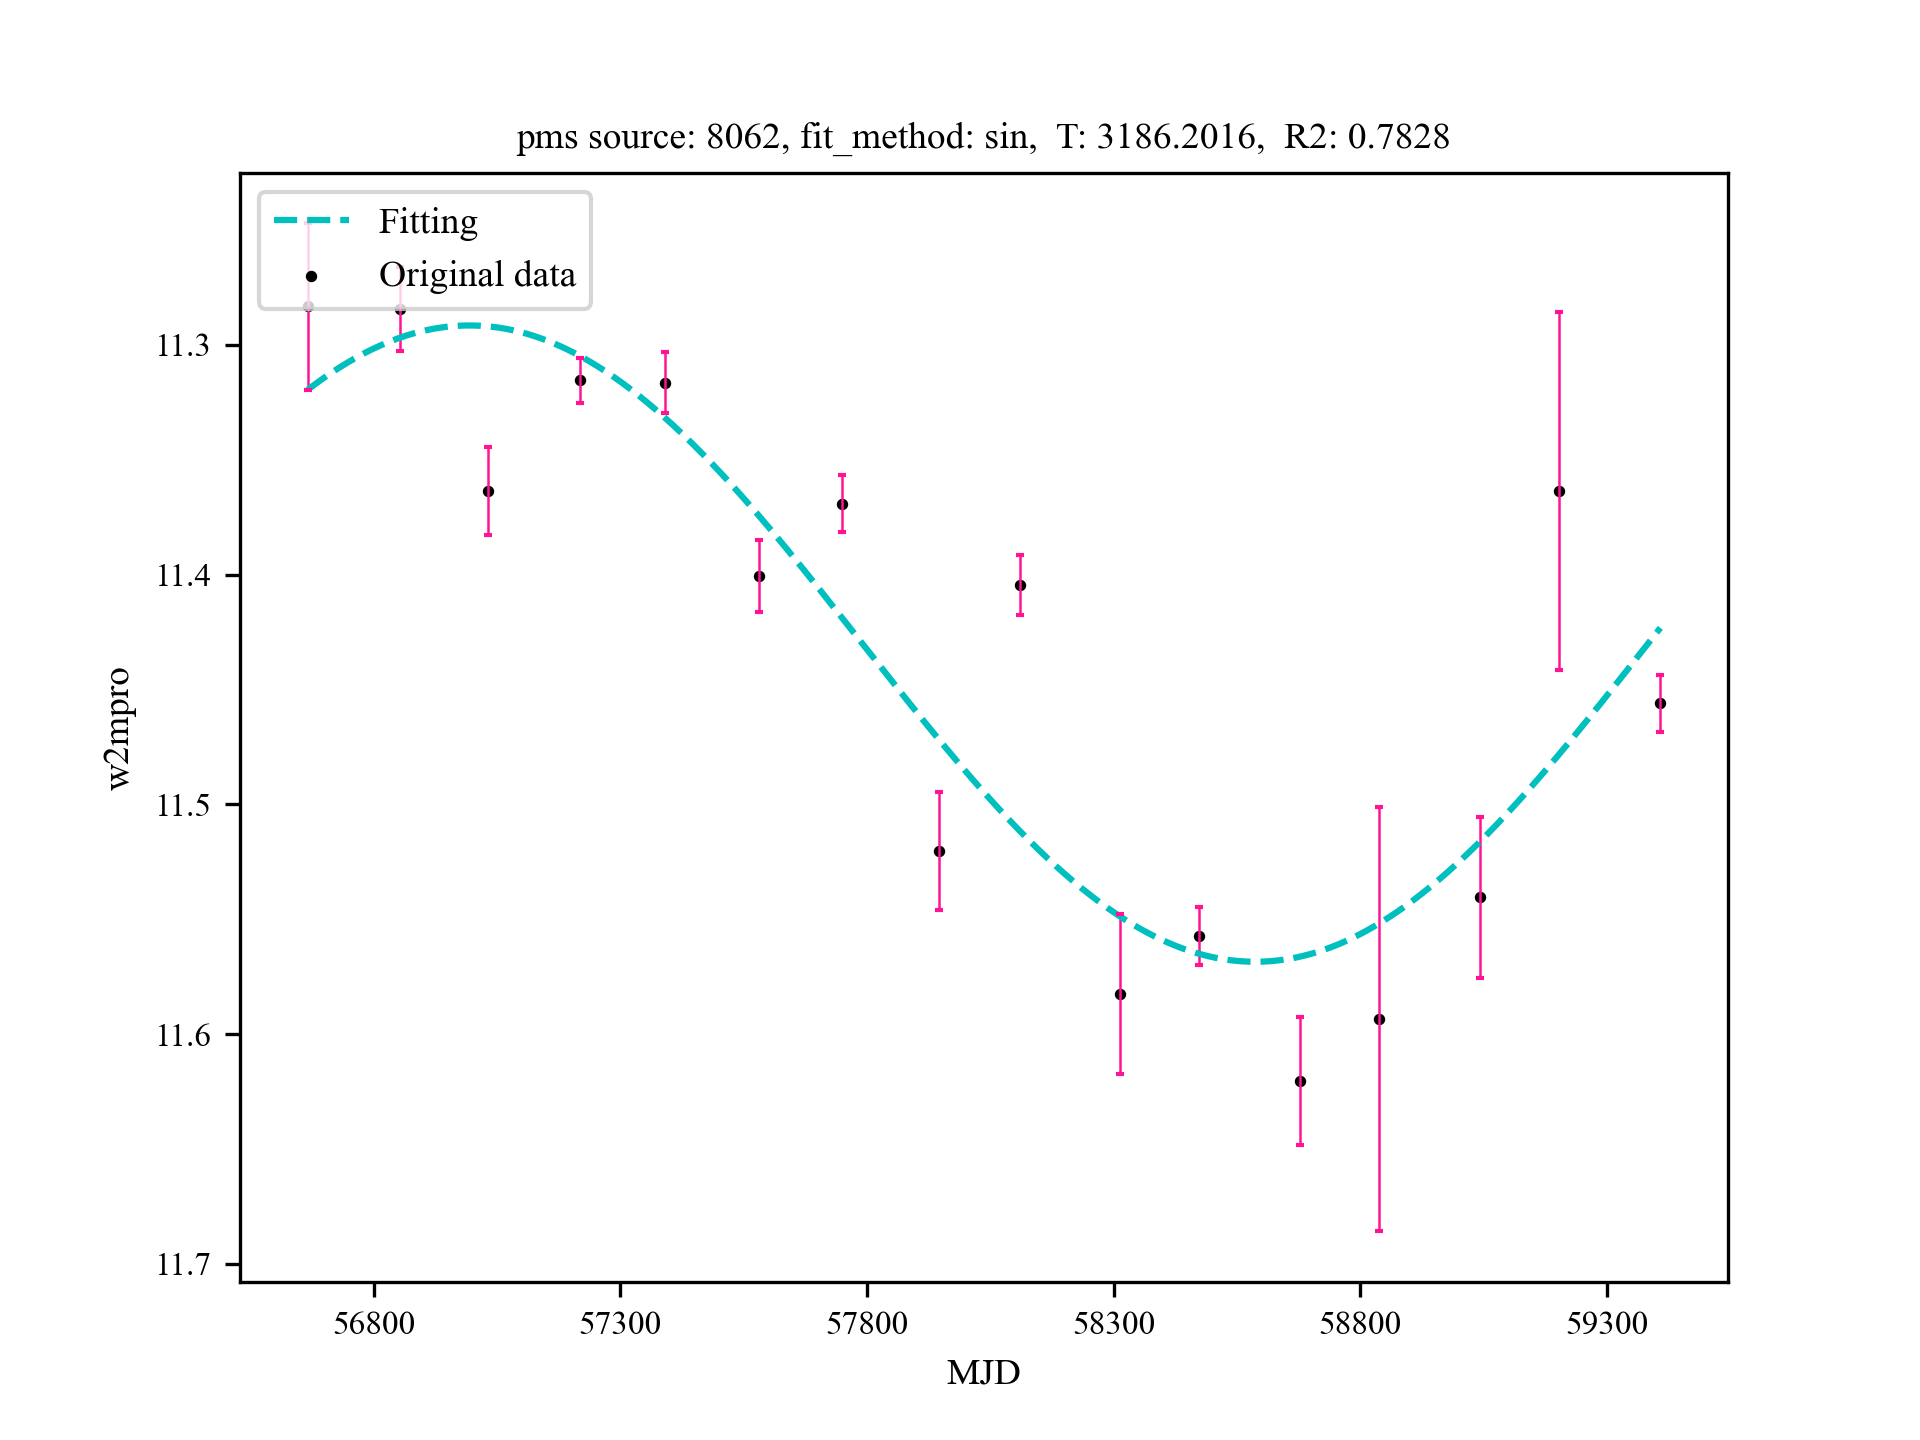 pms source: 8062, fit_method: sin,  T: 3186.2016,  R2: 0.7828
Fitting
Original data
11.3
11.4
11.5
11.6
11.7
w2mpro
56800 57300 57800 58300 58800 59300
MJD